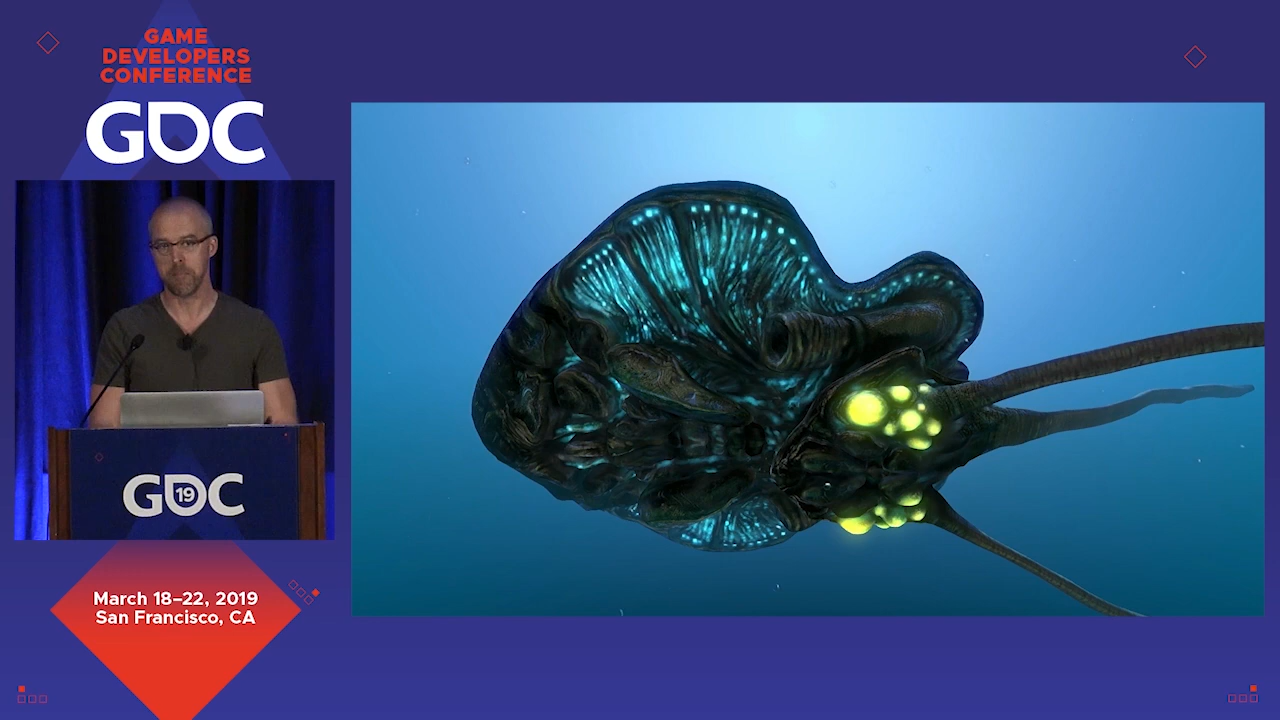 GAME
DEVELOPERS
CONFERENCE
GDC
GDC
19
March 18–22, 2019
San Francisco, CA